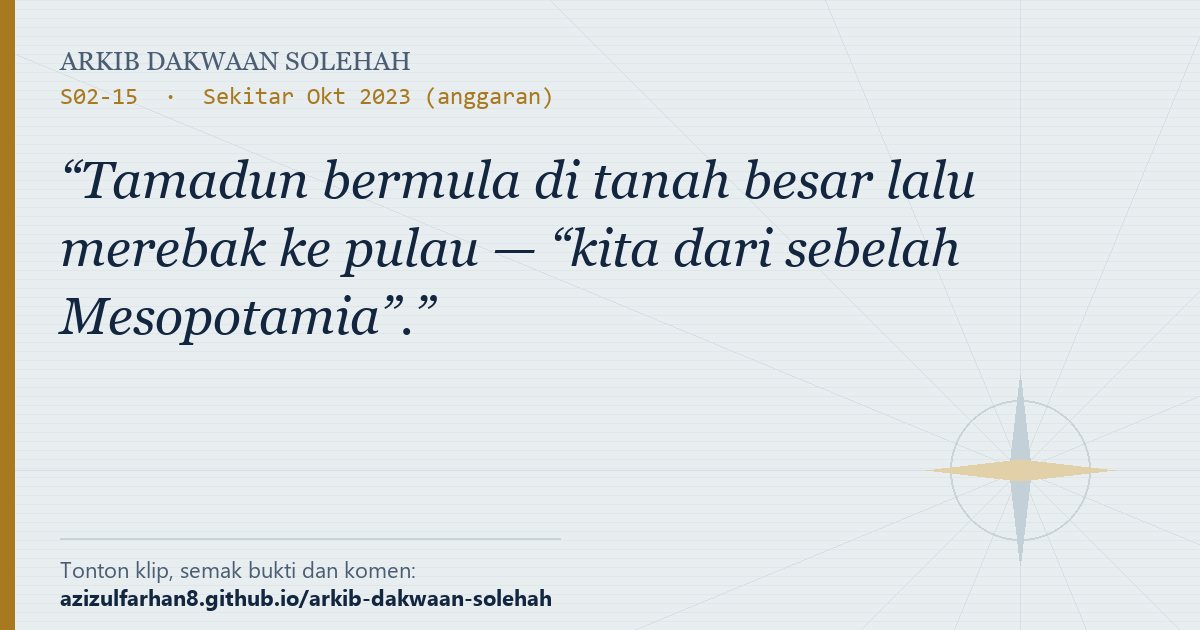 ARKIB DAKWAAN SOLEHAH
S02-15 · Sekitar Okt 2023 (anggaran)
“Tamadun bermula di tanah besar lalu
merebak ke pulau — “kita dari sebelah
Mesopotamia”.”
Tonton klip, semak bukti dan komen:
azizulfarhan8.github.io/arkib-dakwaan-solehah